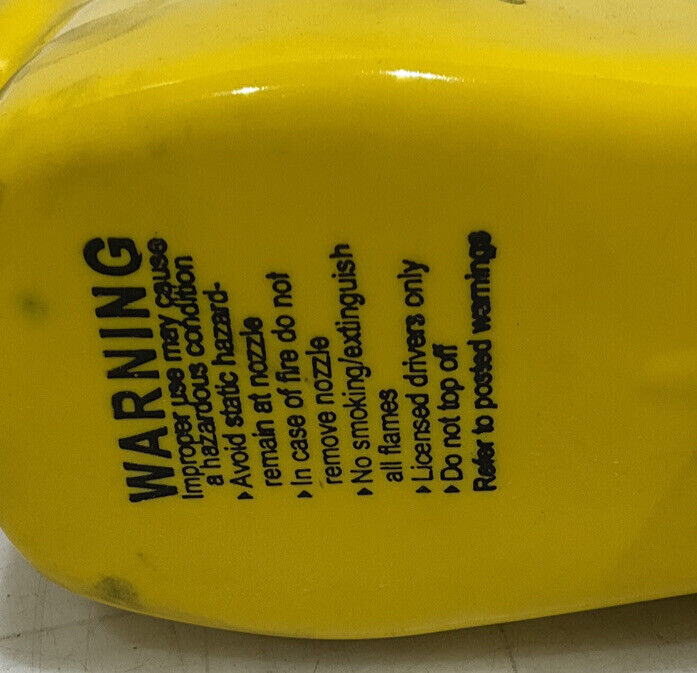 WARNING
Improper use may cause
a hazardous condition
▸Avoid static hazard-
remain at nozzle
▸In case of fire do not
remove nozzle
▸No smoking/extinguish
all flames
▸Licensed drivers only
▸Do not top off
Refer to posted warnings